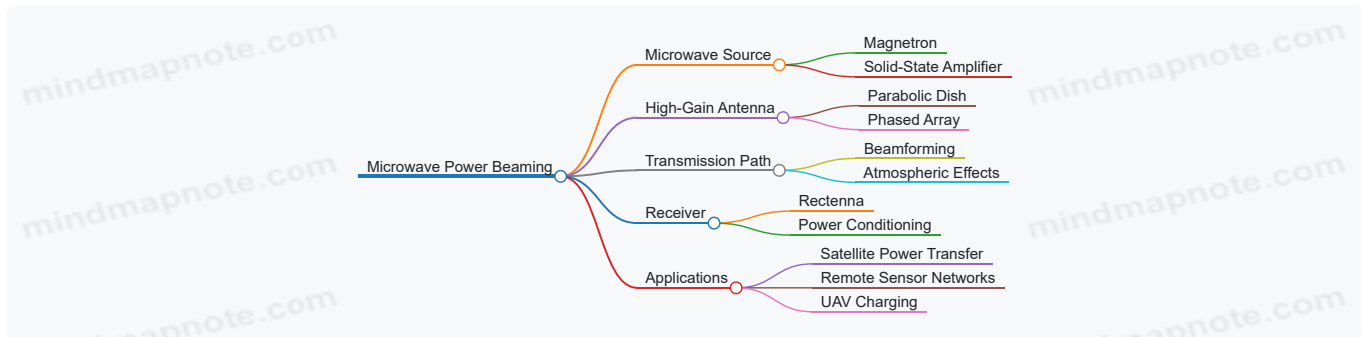 mindmapnote.com
mindmapnote.com
Magnetron
Microwave Source
Solid-State Amplifier
Parabolic Dish
High-Gain Antenna
Phased Array
Beamforming
Transmission Path
Atmospheric Effects
Microwave Power Beaming
mindmapnote.com
mindmapnote.com
Rectenna
Receiver
Power Conditioning
Satellite Power Transfer
Applications
Remote Sensor Networks
UAV Charging
mindmapnote.com
mindmapnote.com